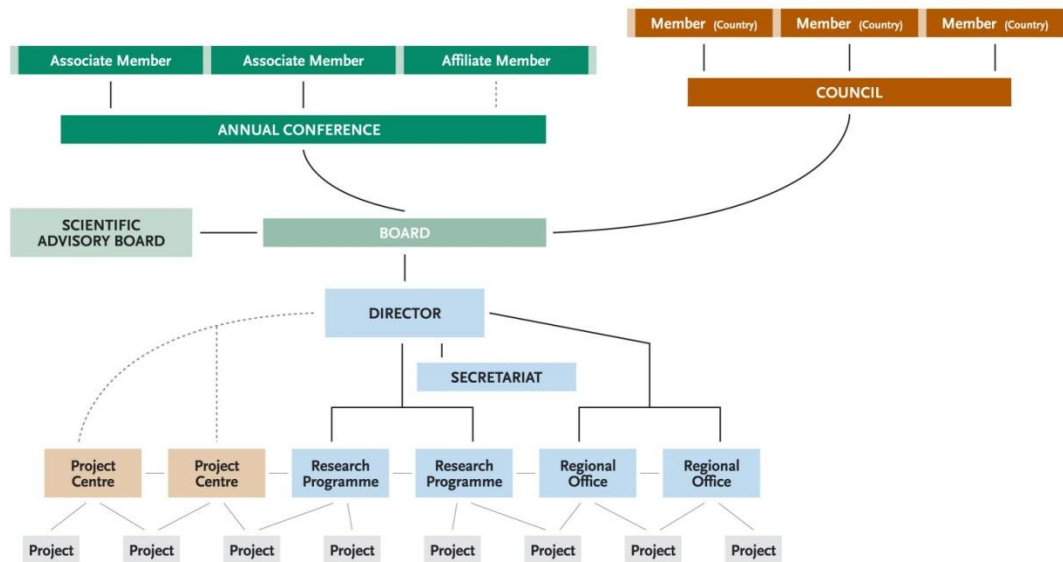 Member (Country) Member (Country) Member (Country)
Associate Member Associate Member Affiliate Member
COUNCIL
ANNUAL CONFERENCE
SCIENTIFIC
ADVISORY BOARD
BOARD
DIRECTOR
SECRETARIAT
Project
Centre
Project
Centre
Research
Programme
Research
Programme
Regional
Office
Regional
Office
Project Project Project Project Project Project Project Project